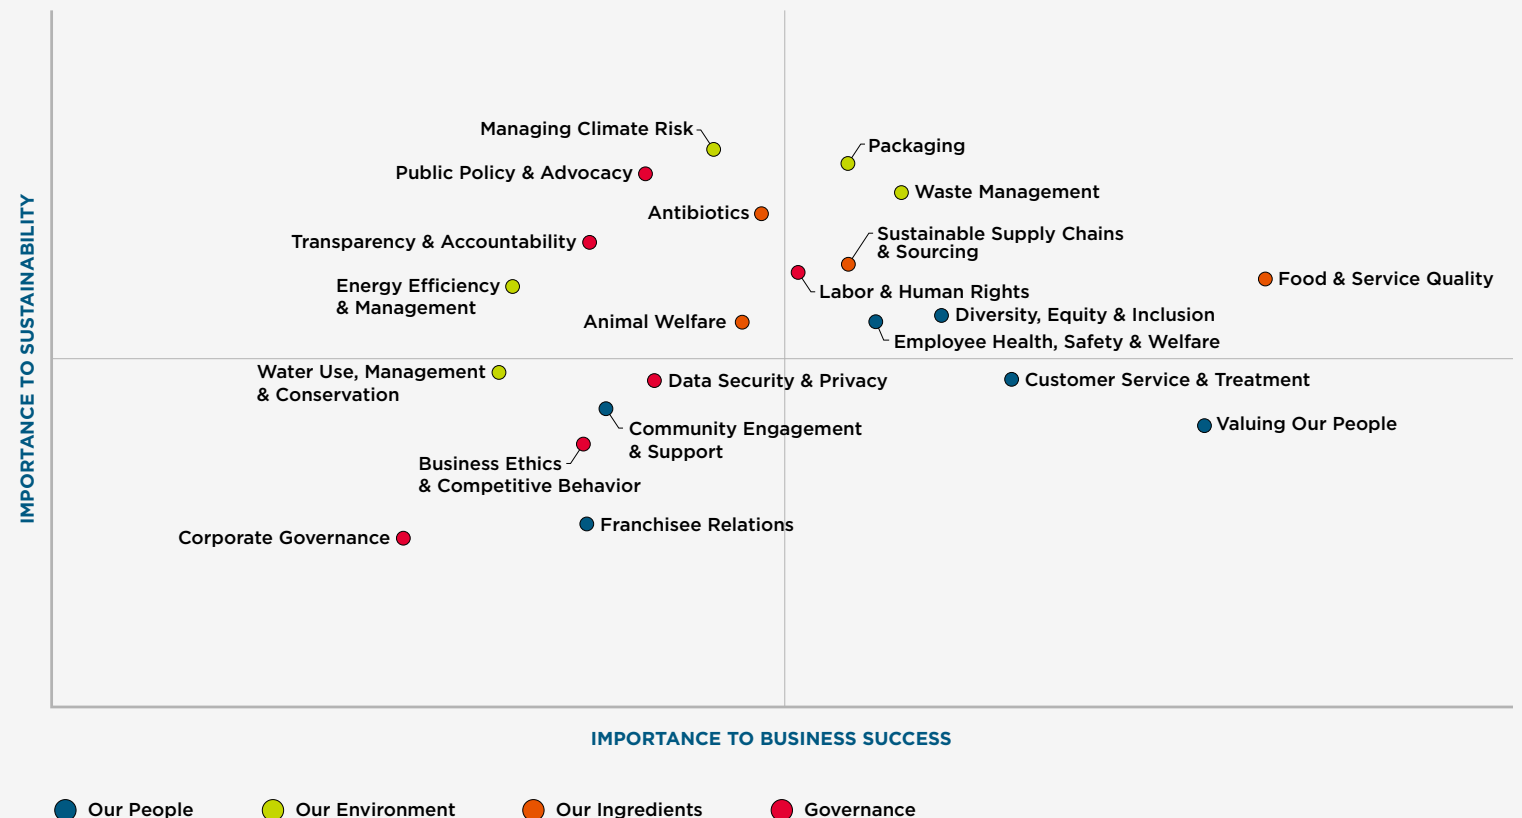 Managing Climate Risk
Packaging
Public Policy & Advocacy
Waste Management
Antibiotics
Sustainable Supply Chains
& Sourcing
Transparency & Accountability
Food & Service Quality
Energy Efficiency
& Management
Labor & Human Rights
Diversity, Equity & Inclusion
Animal Welfare
Employee Health, Safety & Welfare
IMPORTANCE TO SUSTAINABILITY
Water Use, Management
& Conservation
Data Security & Privacy
Customer Service & Treatment
Community Engagement
& Support
Valuing Our People
Business Ethics
& Competitive Behavior
Franchisee Relations
Corporate Governance
IMPORTANCE TO BUSINESS SUCCESS
Our People
Our Environment
Our Ingredients
Governance